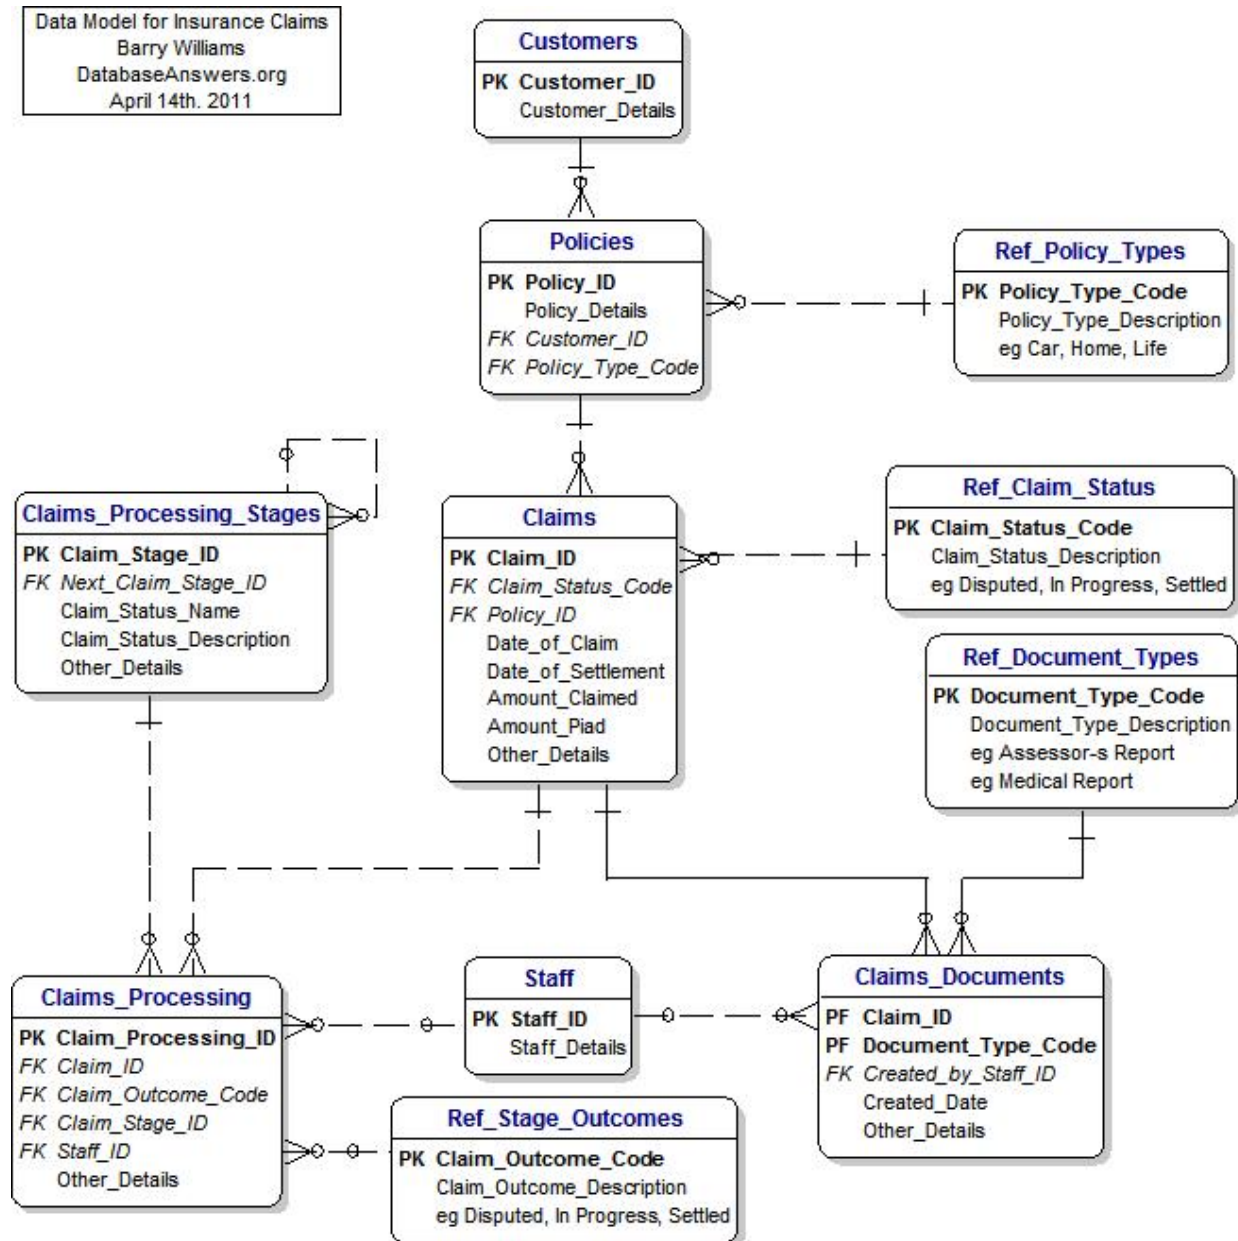 Data Model for Insurance Claims
Barry Williams
DatabaseAnswers.org
April 14th. 2011
Customers
PK Customer_ID
Customer_Details
Policies
PK Policy_ID
Policy_Details
FK Customer_ID
FK Policy_Type_Code
Ref_Policy_Types
PK Policy_Type_Code
Policy_Type_Description
eg Car, Home, Life
Claims_Processing_Stages
PK Claim_Stage_ID
FK Next_Claim_Stage_ID
Claim_Status_Name
Claim_Status_Description
Other_Details
Claims
PK Claim_ID
FK Claim_Status_Code
FK Policy_ID
Date_of_Claim
Date_of_Settlement
Amount_Claimed
Amount_Piad
Other_Details
Ref_Claim_Status
PK Claim_Status_Code
Claim_Status_Description
eg Disputed, In Progress, Settled
Ref_Document_Types
PK Document_Type_Code
Document_Type_Description
eg Assessor-s Report
eg Medical Report
Claims_Processing
PK Claim_Processing_ID
FK Claim_ID
FK Claim_Outcome_Code
FK Claim_Stage_ID
FK Staff_ID
Other_Details
Staff
PK Staff_ID
Staff_Details
Ref_Stage_Outcomes
PK Claim_Outcome_Code
Claim_Outcome_Description
eg Disputed, In Progress, Settled
Claims_Documents
PF Claim_ID
PF Document_Type_Code
FK Created_by_Staff_ID
Created_Date
Other_Details